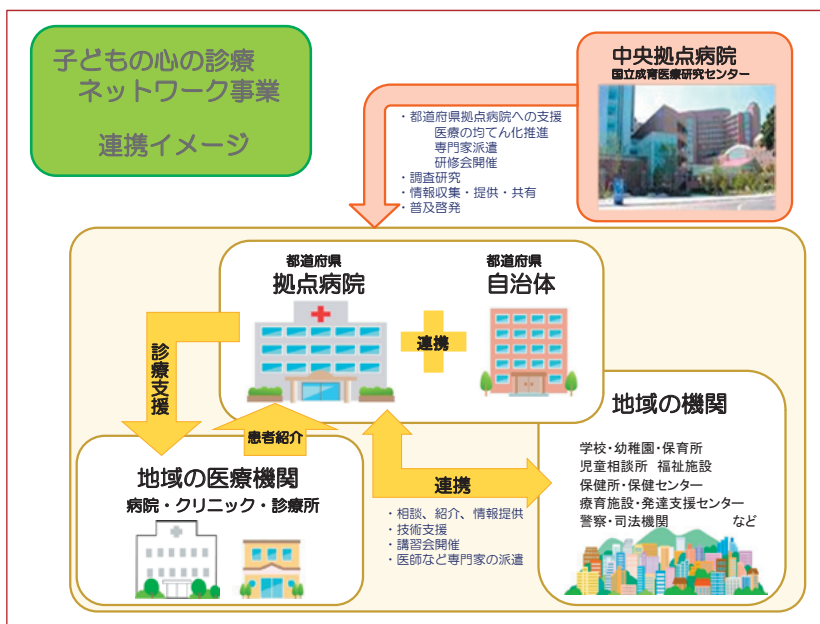 子どもの心の診療
ネットワーク事業
連携イメージ
中央拠点病院
国立成育医療研究センター
・都道府県拠点病院への支援
医療の均てん化推進
専門家派遣
研修会開催
・調査研究
・情報収集・提供・共有
・普及啓発
都道府県
拠点病院
都道府県
自治体
連携
診療支援
患者紹介
地域の医療機関
病院・クリニック・診療所
連携
・相談、紹介、情報提供
・技術支援
・講習会開催
・医師など専門家の派遣
地域の機関
学校・幼稚園・保育所
児童相談所 福祉施設
保健所・保健センター
療育施設・発達支援センター
警察・司法機関 など